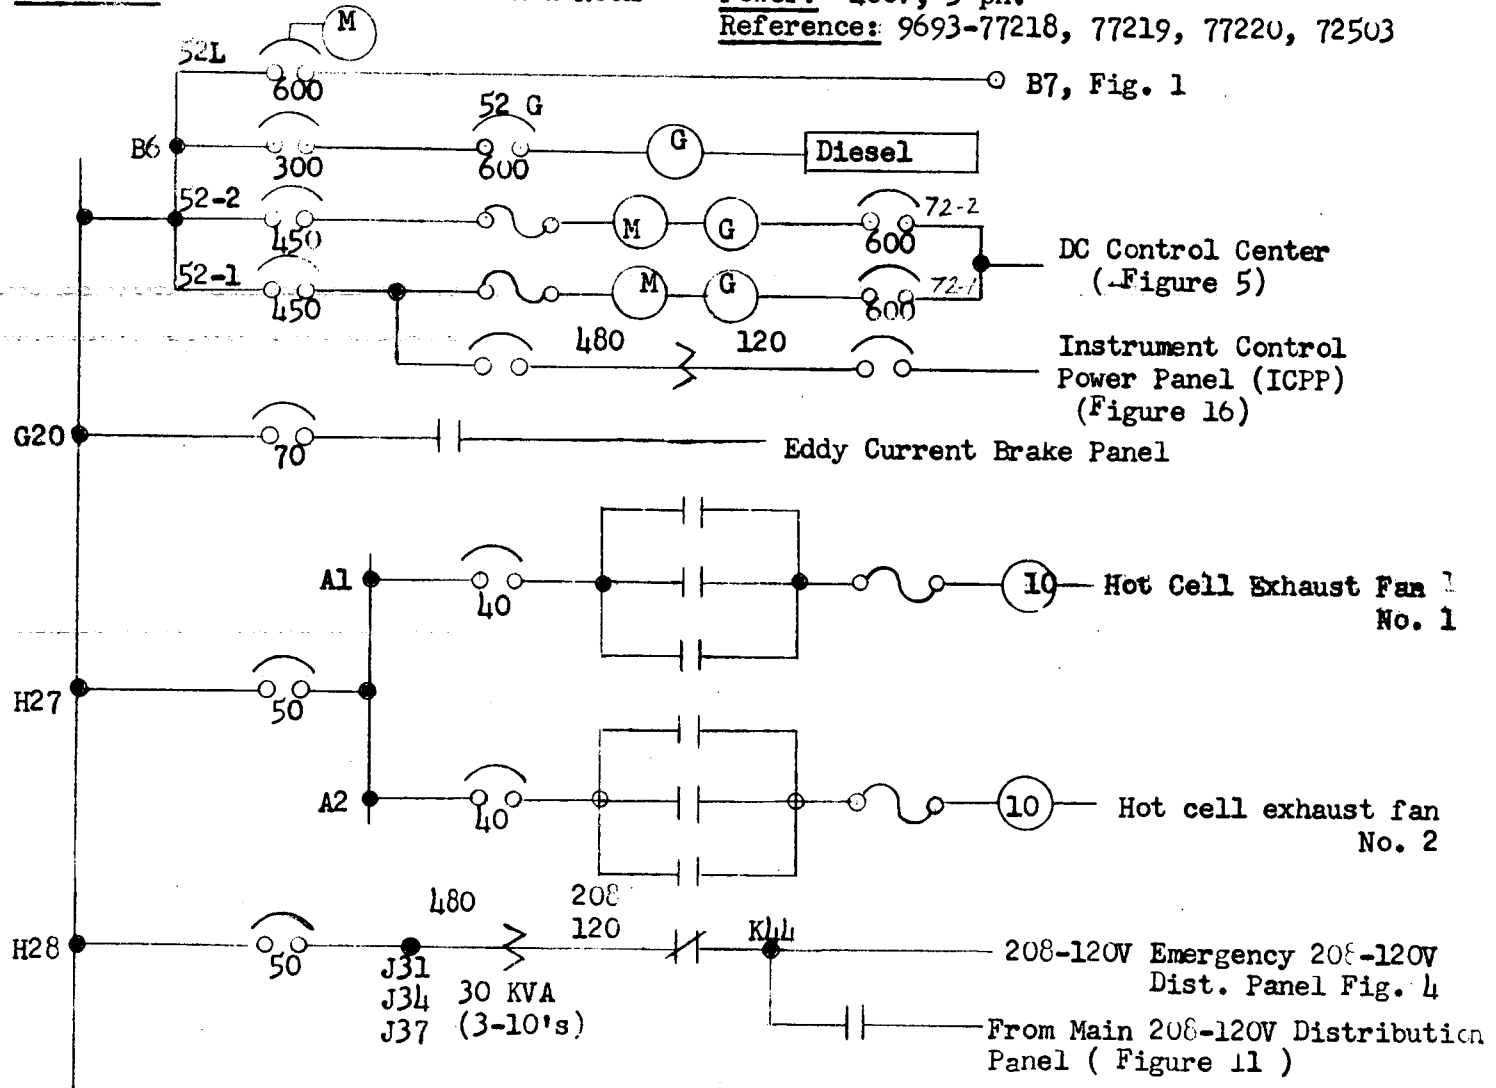 Reference: 9693-77218, 77219, 77220, 72503
M
52L
600
B7, Fig. 1
52 G
B6
300
600
G
Diesel
52-2
450
M
G
600
72-2
DC Control Center
(Figure 5)
52-1
450
M
G
600
72-1
480
120
Instrument Control
Power Panel (ICPP)
(Figure 16)
G20
70
Eddy Current Brake Panel
A1
40
10
Hot Cell Exhaust Fan
No. 1
H27
50
A2
40
10
Hot cell exhaust fan
No. 2
480
208
120
H28
50
K44
208-120V Emergency 208-120V
Dist. Panel Fig. 4
J31
J34
J37
30 KVA
(3-10's)
From Main 208-120V Distribution
Panel ( Figure 11 )